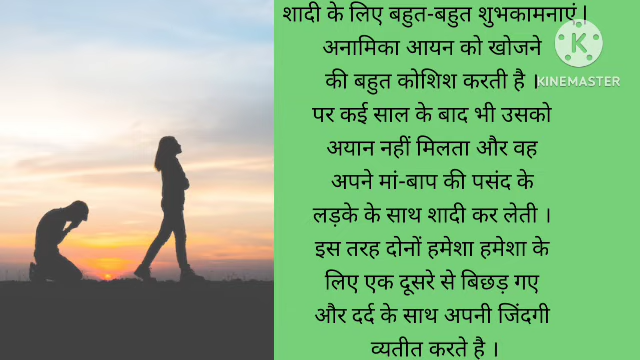 शादी के लिए बहुत-बहुत शुभकामनाएं।
अनामिका आयन को खोजने
की बहुत कोशिश करती है ।
पर कई साल के बाद भी उसको
अयान नहीं मिलता और वह
अपने मां-बाप की पसंद के
लड़के के साथ शादी कर लेती ।
इस तरह दोनों हमेशा हमेशा के
लिए एक दूसरे से बिछड़ गए
और दर्द के साथ अपनी जिंदगी
व्यतीत करते है ।
K
KINEMASTER